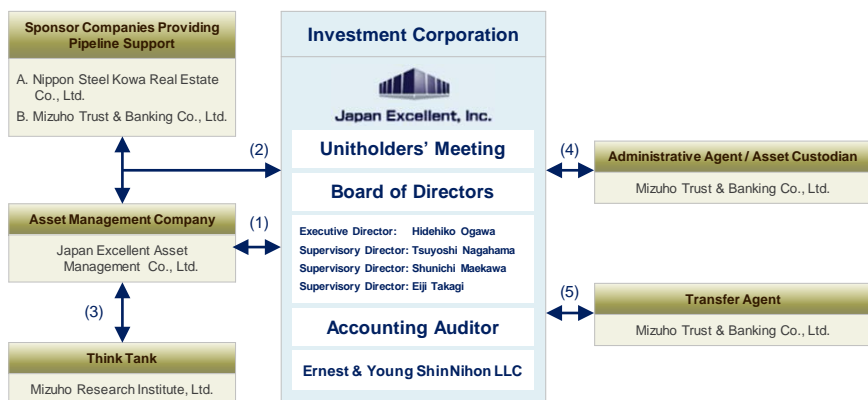 Sponsor Companies Providing
Pipeline Support
A. Nippon Steel Kowa Real Estate
Co., Ltd.
B. Mizuho Trust & Banking Co., Ltd.
(2)
Asset Management Company
(1)
Japan Excellent Asset
Management Co., Ltd.
(3)
Think Tank
Mizuho Research Institute, Ltd.
Investment Corporation
Japan Excellent, Inc.
Unitholders' Meeting
Board of Directors
Executive Director: Hidehiko Ogawa
Supervisory Director: Tsuyoshi Nagahama
Supervisory Director: Shunichi Maekawa
Supervisory Director: Eiji Takagi
Accounting Auditor
Ernest & Young ShinNihon LLC
(4)
Administrative Agent / Asset Custodian
Mizuho Trust & Banking Co., Ltd.
(5)
Transfer Agent
Mizuho Trust & Banking Co., Ltd.